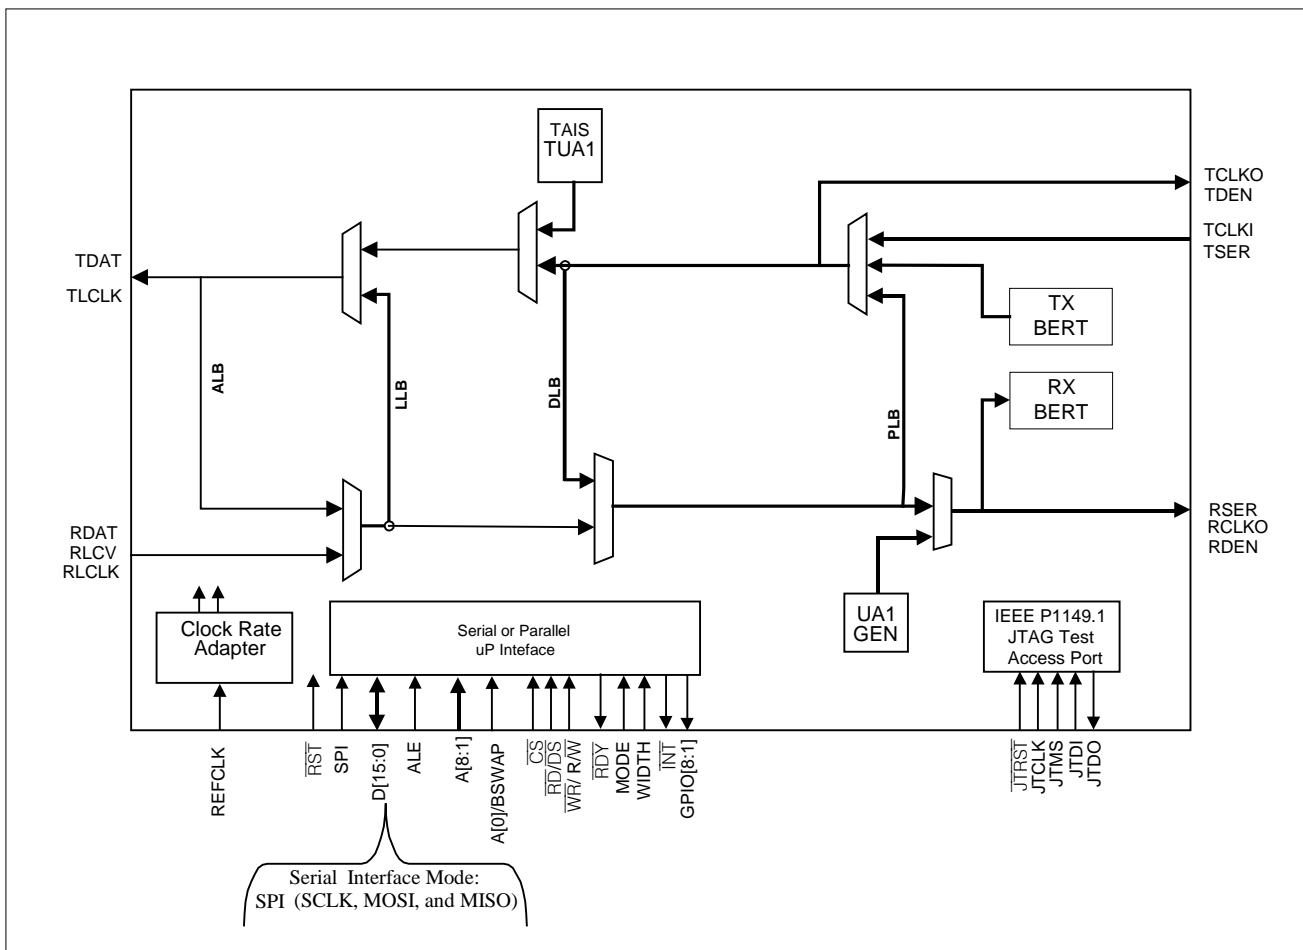 TAIS
TUA1
TCLKO
TDEN
TCLKI
TSER
TDAT
TLCLK
TX
BERT
ALB
LLB
DLB
PLB
RX
BERT
RDAT
RLCV
RLCLK
RSER
RCLKO
RDEN
Clock Rate
Adapter
Serial or Parallel
uP Inteface
UA1
GEN
IEEE P1149.1
JTAG Test
Access Port
REFCLK
RST
SPI
D[15:0]
ALE
A[8:1]
A[0]/BSWAP
CS
RD/DS
WR/ R/W
RDY
MODE
WIDTH
INT
GPIO[8:1]
JTRST
JTCLK
JTMS
JTDI
JTDO
Serial Interface Mode:
SPI (SCLK, MOSI, and MISO)